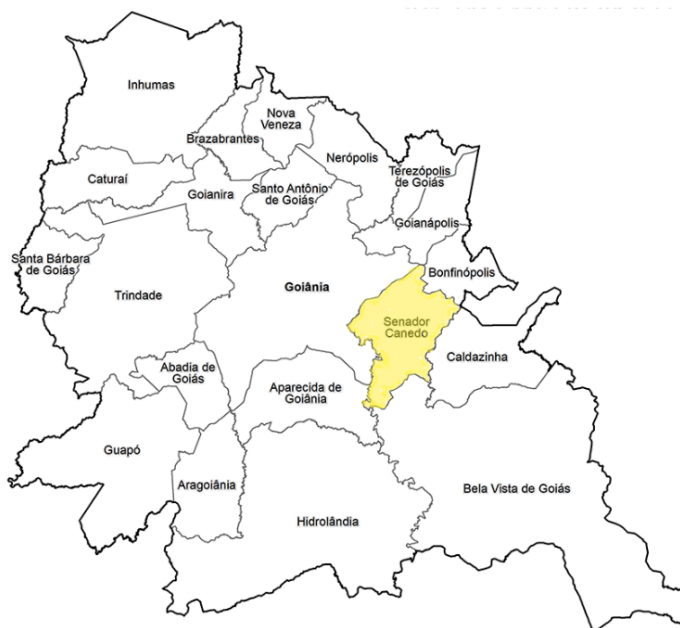 Inhumas
Nova
Veneza
Brazabrantes
Nerópolis
Terezópolis
de Goiás
Caturaí
Goianira
Santo Antônio
de Goiás
Goianápolis
Santa Bárbara
de Goiás
Bonfinópolis
Trindade
Goiânia
Senador
Canedo
Caldazinha
Abadia de
Goiás
Aparecida de
Goiânia
Guapó
Aragoiânia
Bela Vista de Goiás
Hidrolândia